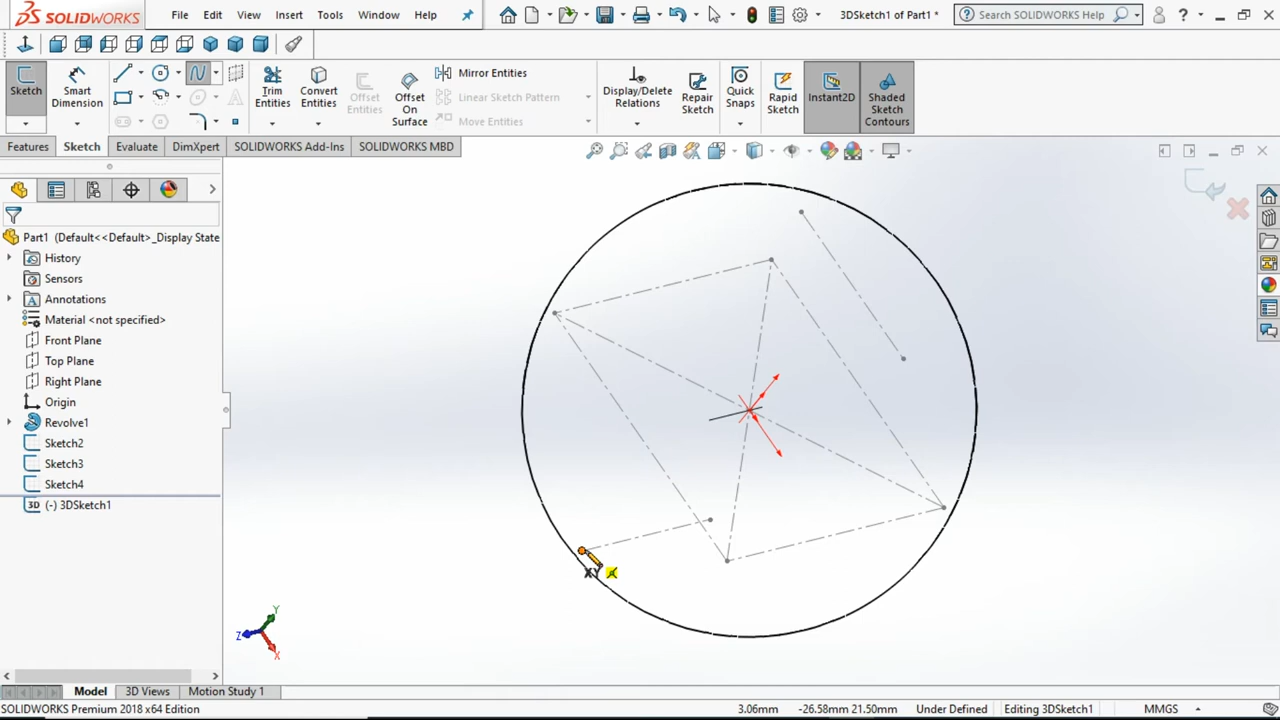 SOLIDWORKS File Edit View Insert Tools Window Help 3DSketch1 of Part1 * Search SOLIDWORKS Help ?
Sketch Smart Dimension Trim Entities Convert Entities Offset Entities Offset On Surface Mirror Entities Display/Delete Relations Repair Sketch Quick Snaps Rapid Sketch Instant2D Shaded Sketch Contours
Linear Sketch Pattern
Move Entities
Features Sketch Evaluate DimXpert SOLIDWORKS Add-Ins SOLIDWORKS MBD
Part1 (Default<<Default>_Display State
History
Sensors
Annotations
Material <not specified>
Front Plane
Top Plane
Right Plane
Origin
Revolve1
Sketch2
Sketch3
Sketch4
3D (-) 3DSketch1
XY
Y
Z
X
Model 3D Views Motion Study 1
SOLIDWORKS Premium 2018 x64 Edition 3.06mm -26.58mm 21.50mm Under Defined Editing 3DSketch1 MMGS